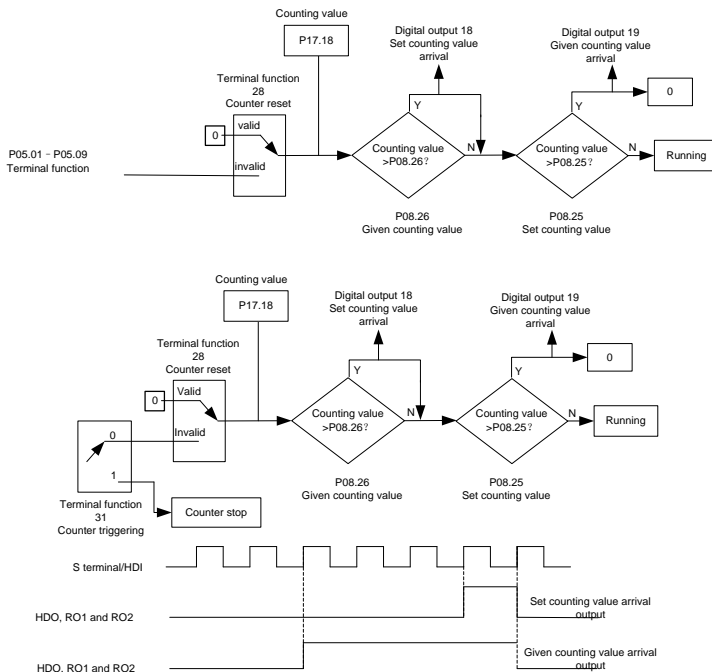 Counting value
P17.18
Digital output 18
Set counting value
arrival
Digital output 19
Given counting value
arrival
Terminal function
28
Counter reset
valid
0
invalid
P05.01 - P05.09
Terminal function
Y
Y
0
Counting value
>P08.26?
N
Counting value
>P08.25?
N
Running
P08.26
Given counting value
P08.25
Set counting value
Counting value
P17.18
Digital output 18
Set counting value
arrival
Digital output 19
Given counting value
arrival
Terminal function
28
Counter reset
Valid
0
Invalid
Y
Y
0
Counting value
>P08.26?
N
Counting value
>P08.25?
N
Running
0
1
Terminal function
31
Counter triggering
Counter stop
P08.26
Given counting value
P08.25
Set counting value
S terminal/HDI
HDO, RO1 and RO2
Set counting value arrival
output
HDO, RO1 and RO2
Given counting value arrival
output